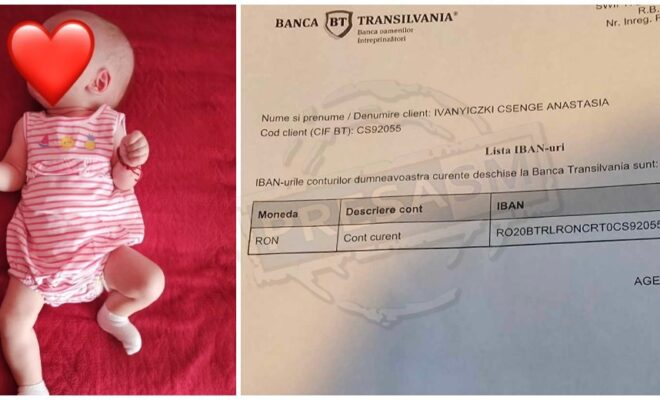 BANCA BT TRANSILVANIA®
Banca oamenilor
întreprinzători
R.B.
Nr. Inreg. R
Nume si prenume / Denumire client: IVANYICZKI CSENGE ANASTASIA
Cod client (CIF BT): CS92055
Lista IBAN-uri
IBAN-urile conturilor dumneavoastra curente deschise la Banca Transilvania sunt:
Moneda Descriere cont IBAN
RON Cont curent RO20BTRLRONCRT0CS92055
PRESASM
AGE